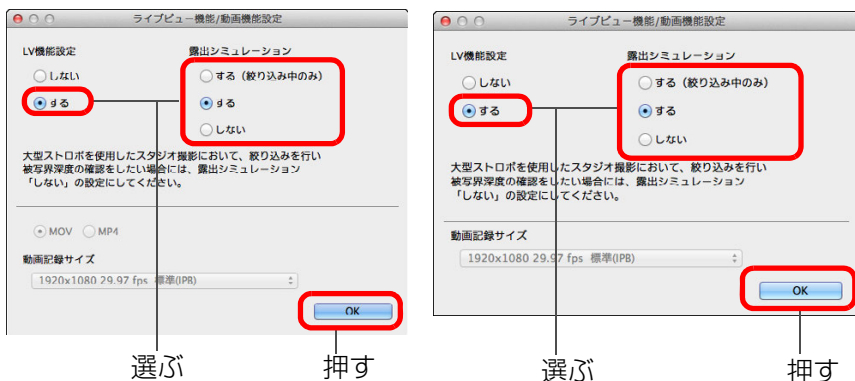 ライブビュー機能/動画機能設定
LV機能設定
露出シミュレーション
しない
する（絞り込み中のみ）
する
する
しない
大型ストロボを使用したスタジオ撮影において、絞り込みを行い
被写界深度の確認をしたい場合には、露出シミュレーション
「しない」の設定にしてください。
MOV
MP4
動画記録サイズ
1920x1080 29.97 fps 標準(IPB)
OK
選ぶ
押す
ライブビュー機能/動画機能設定
LV機能設定
露出シミュレーション
しない
する（絞り込み中のみ）
する
する
しない
大型ストロボを使用したスタジオ撮影において、絞り込みを行い
被写界深度の確認をしたい場合には、露出シミュレーション
「しない」の設定にしてください。
動画記録サイズ
1920x1080 29.97 fps 標準(IPB)
OK
選ぶ
押す